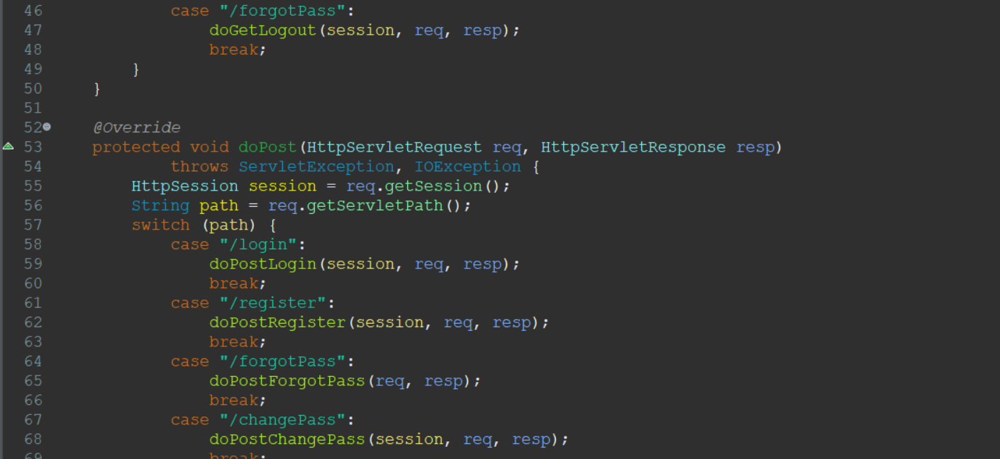 46 case "/forgotPass":
47 doGetLogout(session, req, resp);
48 break;
49 }
50 }
51
52 @Override
53 protected void doPost(HttpServletRequest req, HttpServletResponse resp)
54 throws ServletException, IOException {
55 HttpSession session = req.getSession();
56 String path = req.getServletPath();
57 switch (path) {
58 case "/login":
59 doPostLogin(session, req, resp);
60 break;
61 case "/register":
62 doPostRegister(session, req, resp);
63 break;
64 case "/forgotPass":
65 doPostForgotPass(req, resp);
66 break;
67 case "/changePass":
68 doPostChangePass(session, req, resp);
69 break;